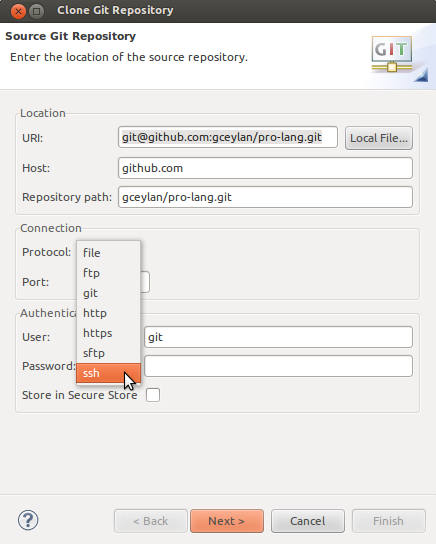 Clone Git Repository
Source Git Repository
Enter the location of the source repository.
GIT
Location
URI: git@github.com:gceylan/pro-lang.git Local File...
Host: github.com
Repository path: gceylan/pro-lang.git
Connection
Protocol:
file
ftp
Port:
git
http
Authentica
https
User: git
sftp
Password:
ssh
Store in Secure Store
? < Back Next > Cancel Finish